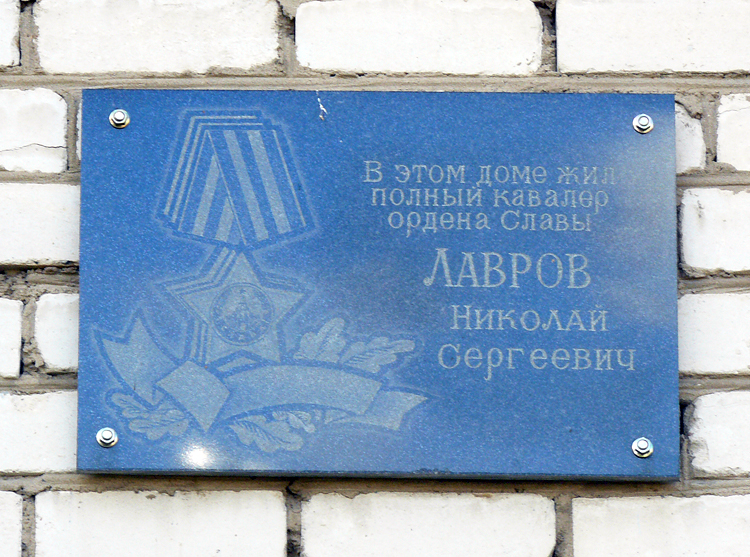 В этом доме жил
полный кавалер
ордена Славы
Лавров
Николай
Сергеевич